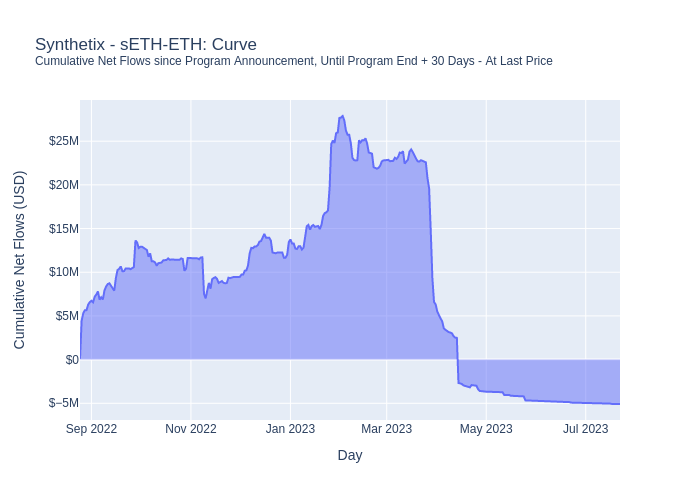 Synthetix - sETH-ETH: Curve
Cumulative Net Flows since Program Announcement, Until Program End + 30 Days - At Last Price
Cumulative Net Flows (USD)
$25M
$20M
$15M
$10M
$5M
$0
$−5M
Sep 2022 Nov 2022 Jan 2023 Mar 2023 May 2023 Jul 2023
Day